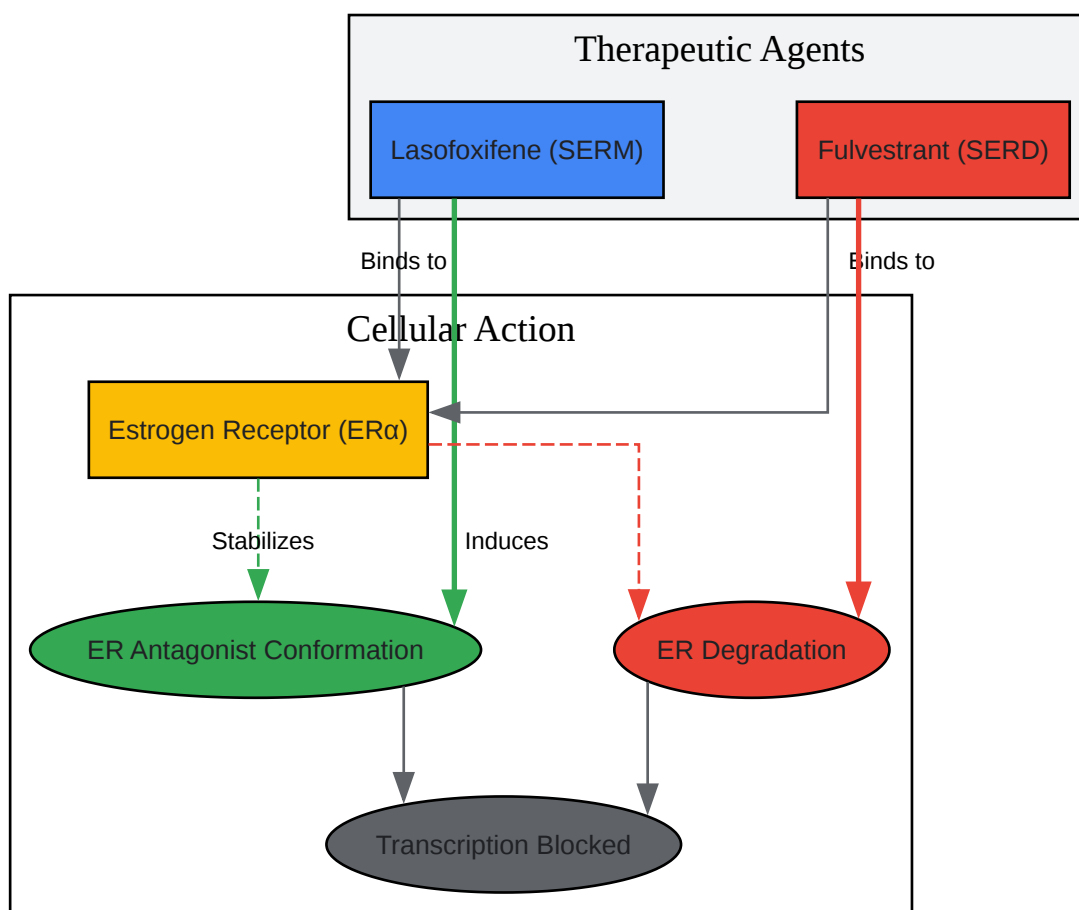 Therapeutic Agents
Lasofoxifene (SERM)
Fulvestrant (SERD)
Binds to
Binds to
Cellular Action
Estrogen Receptor (ERα)
Stabilizes
Induces
ER Antagonist Conformation
ER Degradation
Transcription Blocked